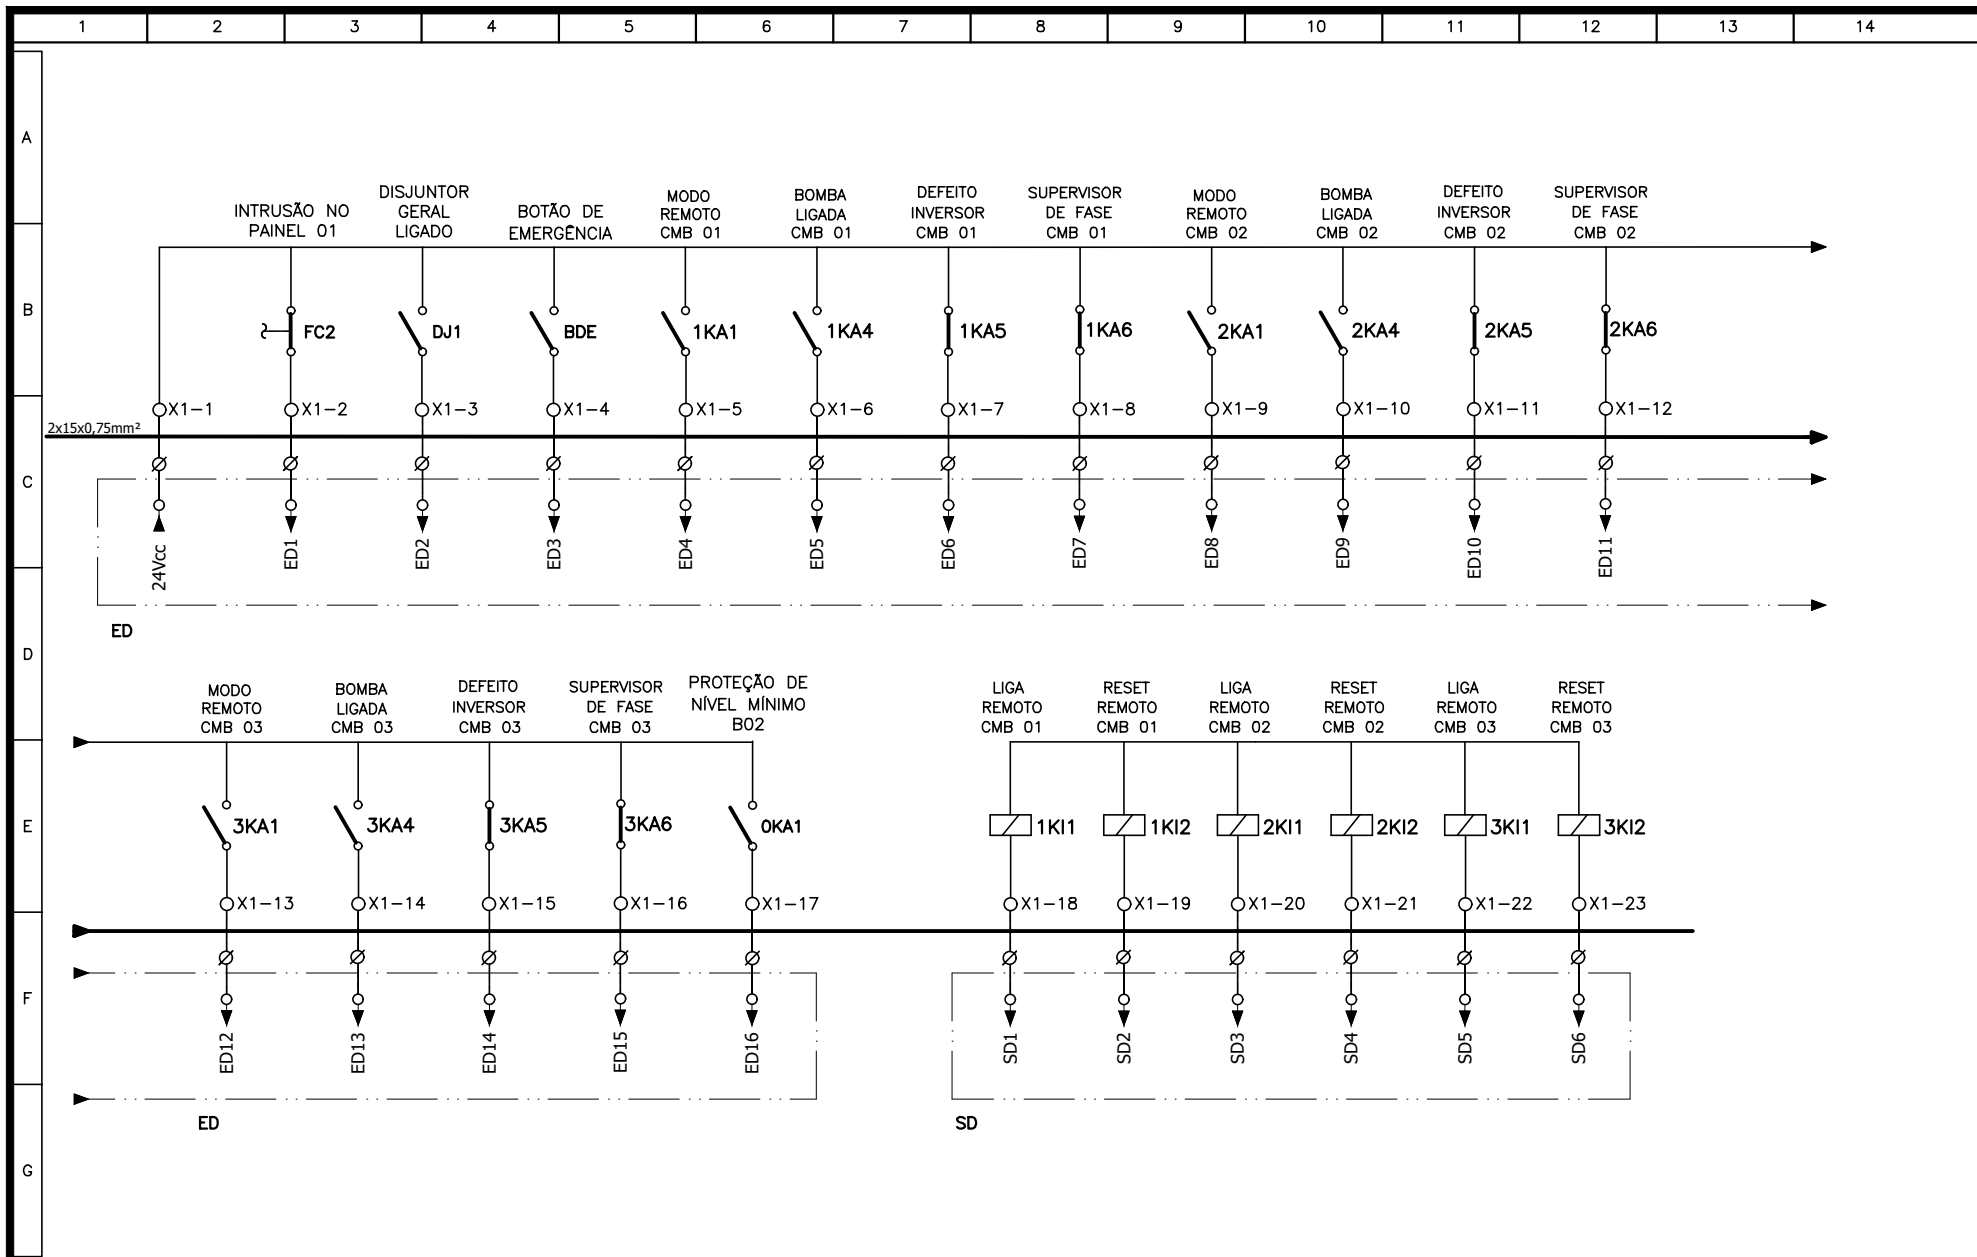 1 2 3 4 5 6 7 8 9 10 11 12 13 14
A
B
C
D
E
F
G
INTRUSÃO NO
PAINEL 01
DISJUNTOR
GERAL
LIGADO
BOTÃO DE
EMERGÊNCIA
MODO
REMOTO
CMB 01
BOMBA
LIGADA
CMB 01
DEFEITO
INVERSOR
CMB 01
SUPERVISOR
DE FASE
CMB 01
MODO
REMOTO
CMB 02
BOMBA
LIGADA
CMB 02
DEFEITO
INVERSOR
CMB 02
SUPERVISOR
DE FASE
CMB 02
FC2 DJ1 BDE 1KA1 1KA4 1KA5 1KA6 2KA1 2KA4 2KA5 2KA6
X1-1 X1-2 X1-3 X1-4 X1-5 X1-6 X1-7 X1-8 X1-9 X1-10 X1-11 X1-12
2x15x0,75mm²
24Vcc ED1 ED2 ED3 ED4 ED5 ED6 ED7 ED8 ED9 ED10 ED11
ED
MODO
REMOTO
CMB 03
BOMBA
LIGADA
CMB 03
DEFEITO
INVERSOR
CMB 03
SUPERVISOR
DE FASE
CMB 03
PROTEÇÃO DE
NÍVEL MÍNIMO
B02
LIGA
REMOTO
CMB 01
RESET
REMOTO
CMB 01
LIGA
REMOTO
CMB 02
RESET
REMOTO
CMB 02
LIGA
REMOTO
CMB 03
RESET
REMOTO
CMB 03
3KA1 3KA4 3KA5 3KA6 0KA1 1KI1 1KI2 2KI1 2KI2 3KI1 3KI2
X1-13 X1-14 X1-15 X1-16 X1-17 X1-18 X1-19 X1-20 X1-21 X1-22 X1-23
ED12 ED13 ED14 ED15 ED16 SD1 SD2 SD3 SD4 SD5 SD6
ED SD